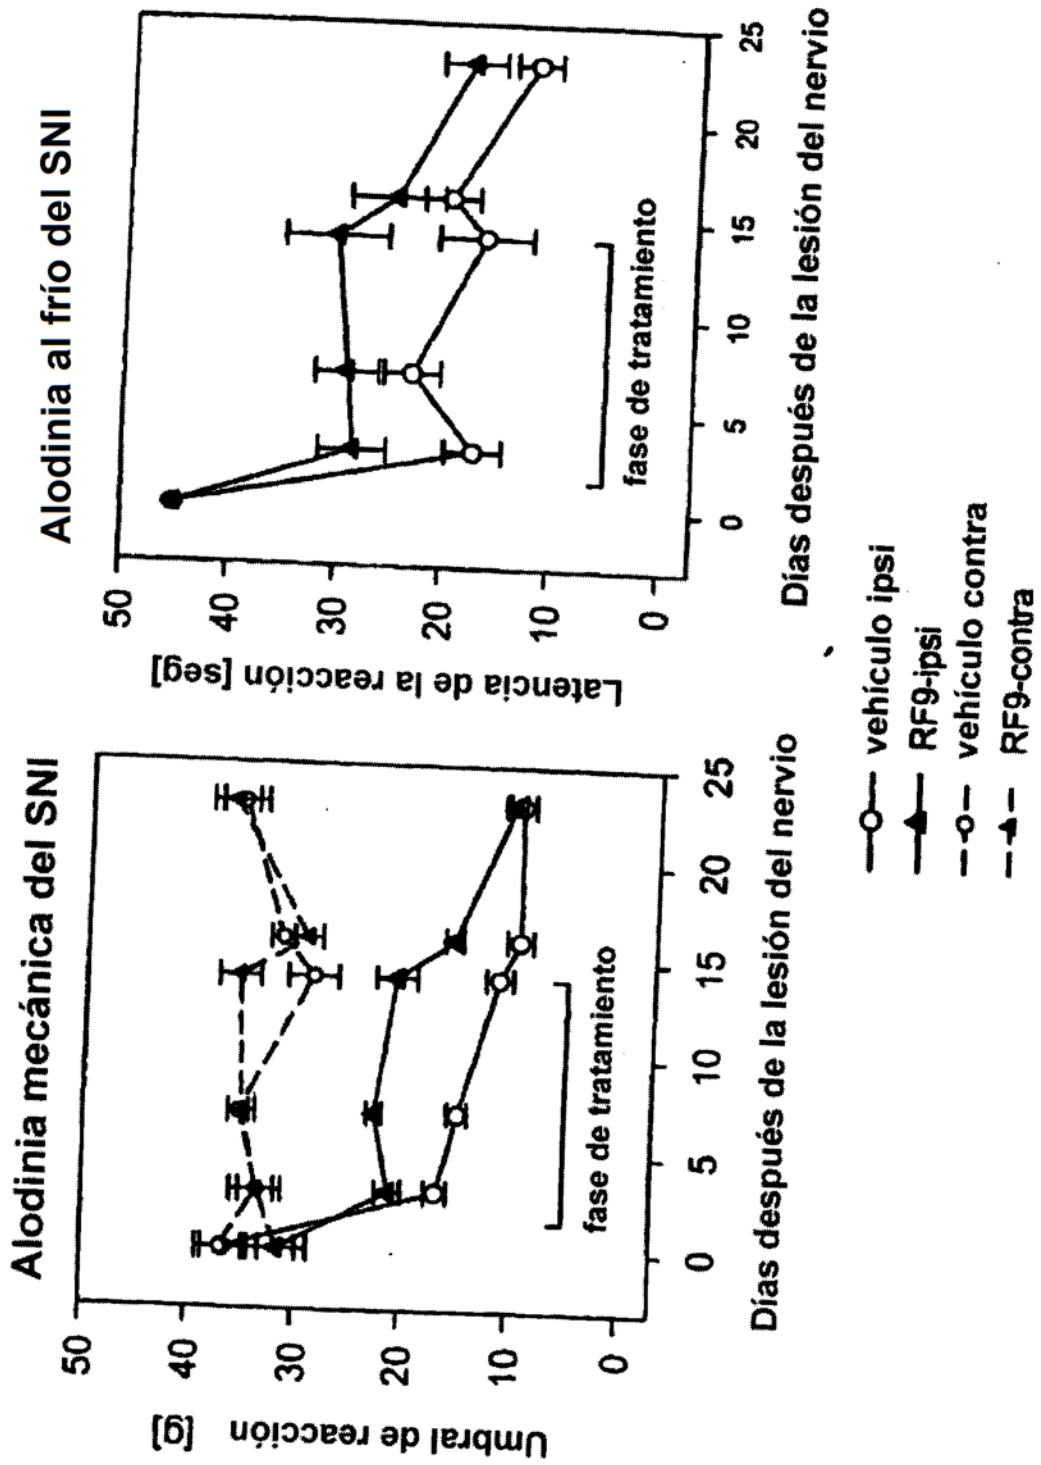 Alodinia mecánica del SNI
Umbral de reacción [g]
50
40
30
20
10
0
fase de tratamiento
0 5 10 15 20 25
Días después de la lesión del nervio
Alodinia al frío del SNI
Latencia de la reacción [seg]
50
40
30
20
10
0
fase de tratamiento
0 5 10 15 20 25
Días después de la lesión del nervio
vehículo ipsi
RF9-ipsi
vehículo contra
RF9-contra